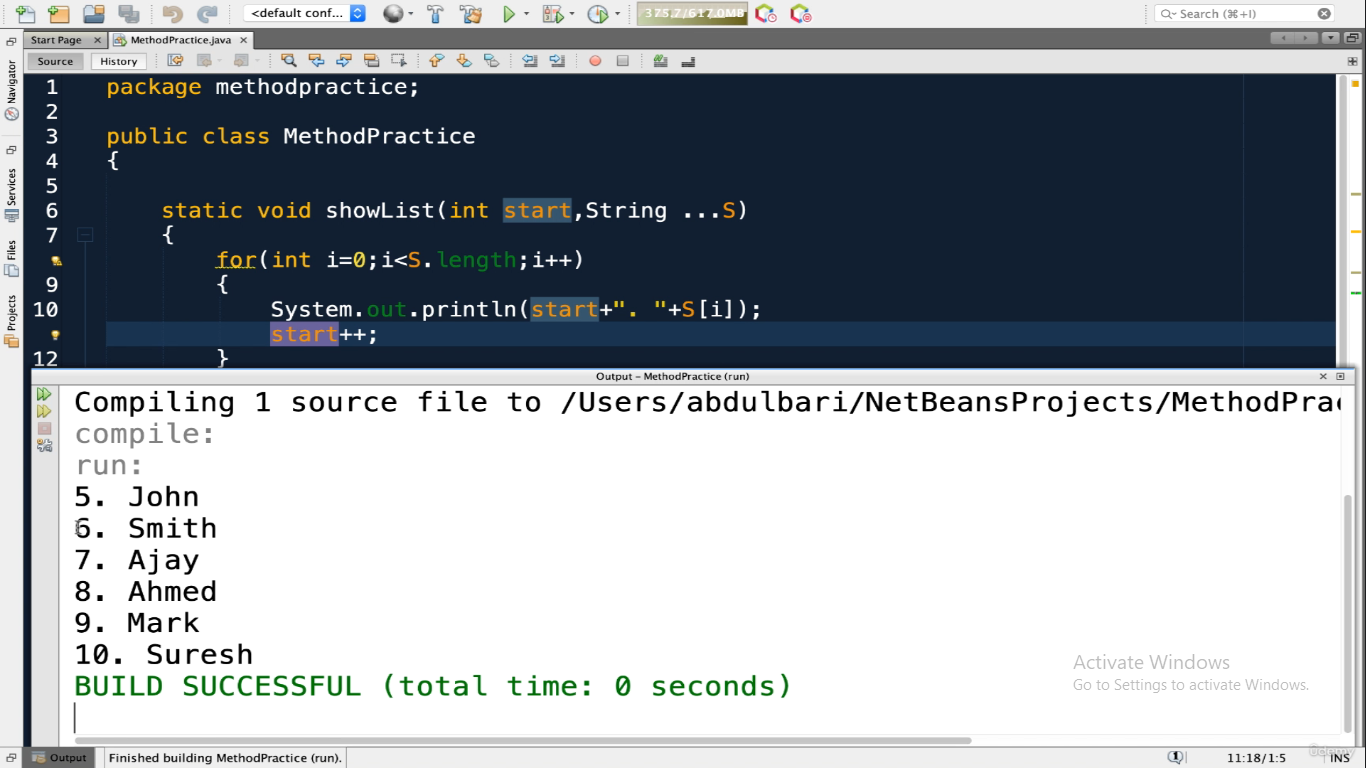 <default conf...
375.7/617.0MB
Search (⌘+I)
Start Page
MethodPractice.java
Source
History
Navigator
Services
Files
Projects
1 package methodpractice;
2
3 public class MethodPractice
4 {
5
6 static void showList(int start,String ...S)
7 {
for(int i=0;i<S.length;i++)
9 {
10 System.out.println(start+". "+S[i]);
start++;
12 }
Output – MethodPractice (run)
Compiling 1 source file to /Users/abdulbari/NetBeansProjects/MethodPrac
compile:
run:
5. John
6. Smith
7. Ajay
8. Ahmed
9. Mark
10. Suresh
BUILD SUCCESSFUL (total time: 0 seconds)
Activate Windows
Go to Settings to activate Windows.
Output
Finished building MethodPractice (run).
1
11:18/1:5
INS
ûdemy